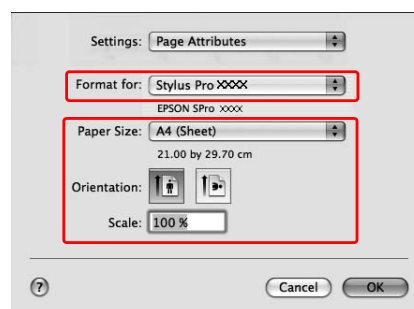 Settings: Page Attributes
Format for: Stylus Pro XXXX
EPSON SPro XXXX
Paper Size: A4 (Sheet)
21.00 by 29.70 cm
Orientation:
Scale: 100 %
? Cancel OK